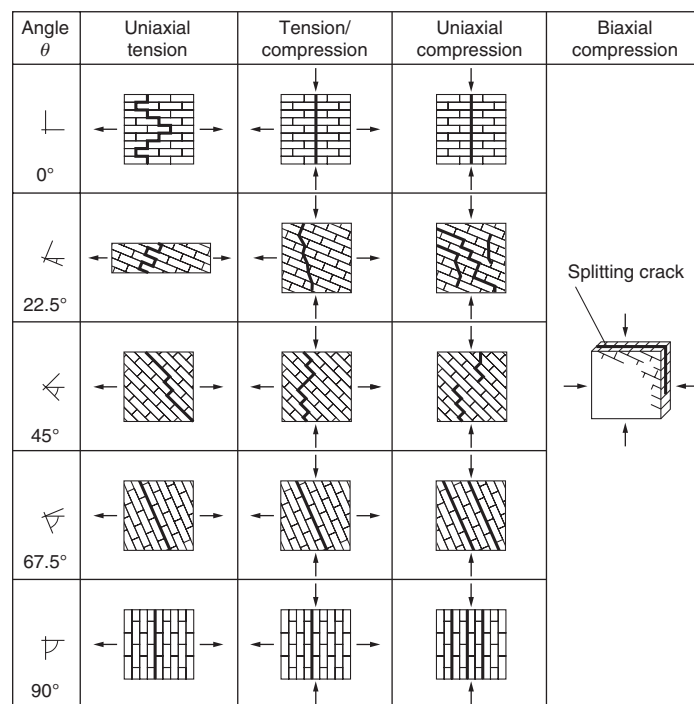 Angle
θ
Uniaxial
tension
Tension/
compression
Uniaxial
compression
Biaxial
compression
0°
22.5°
Splitting crack
45°
67.5°
90°